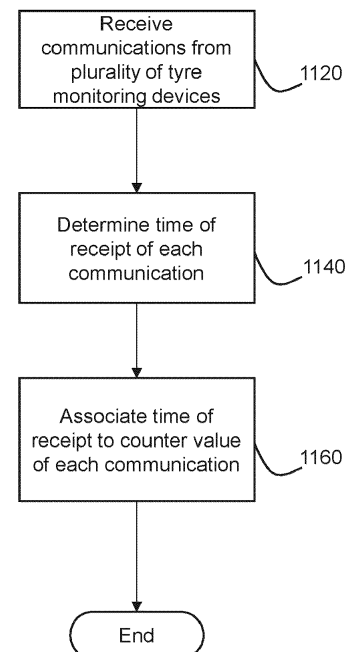 Receive
communications from
plurality of tyre
monitoring devices
1120
Determine time of
receipt of each
communication
1140
Associate time of
receipt to counter value
of each communication
1160
End